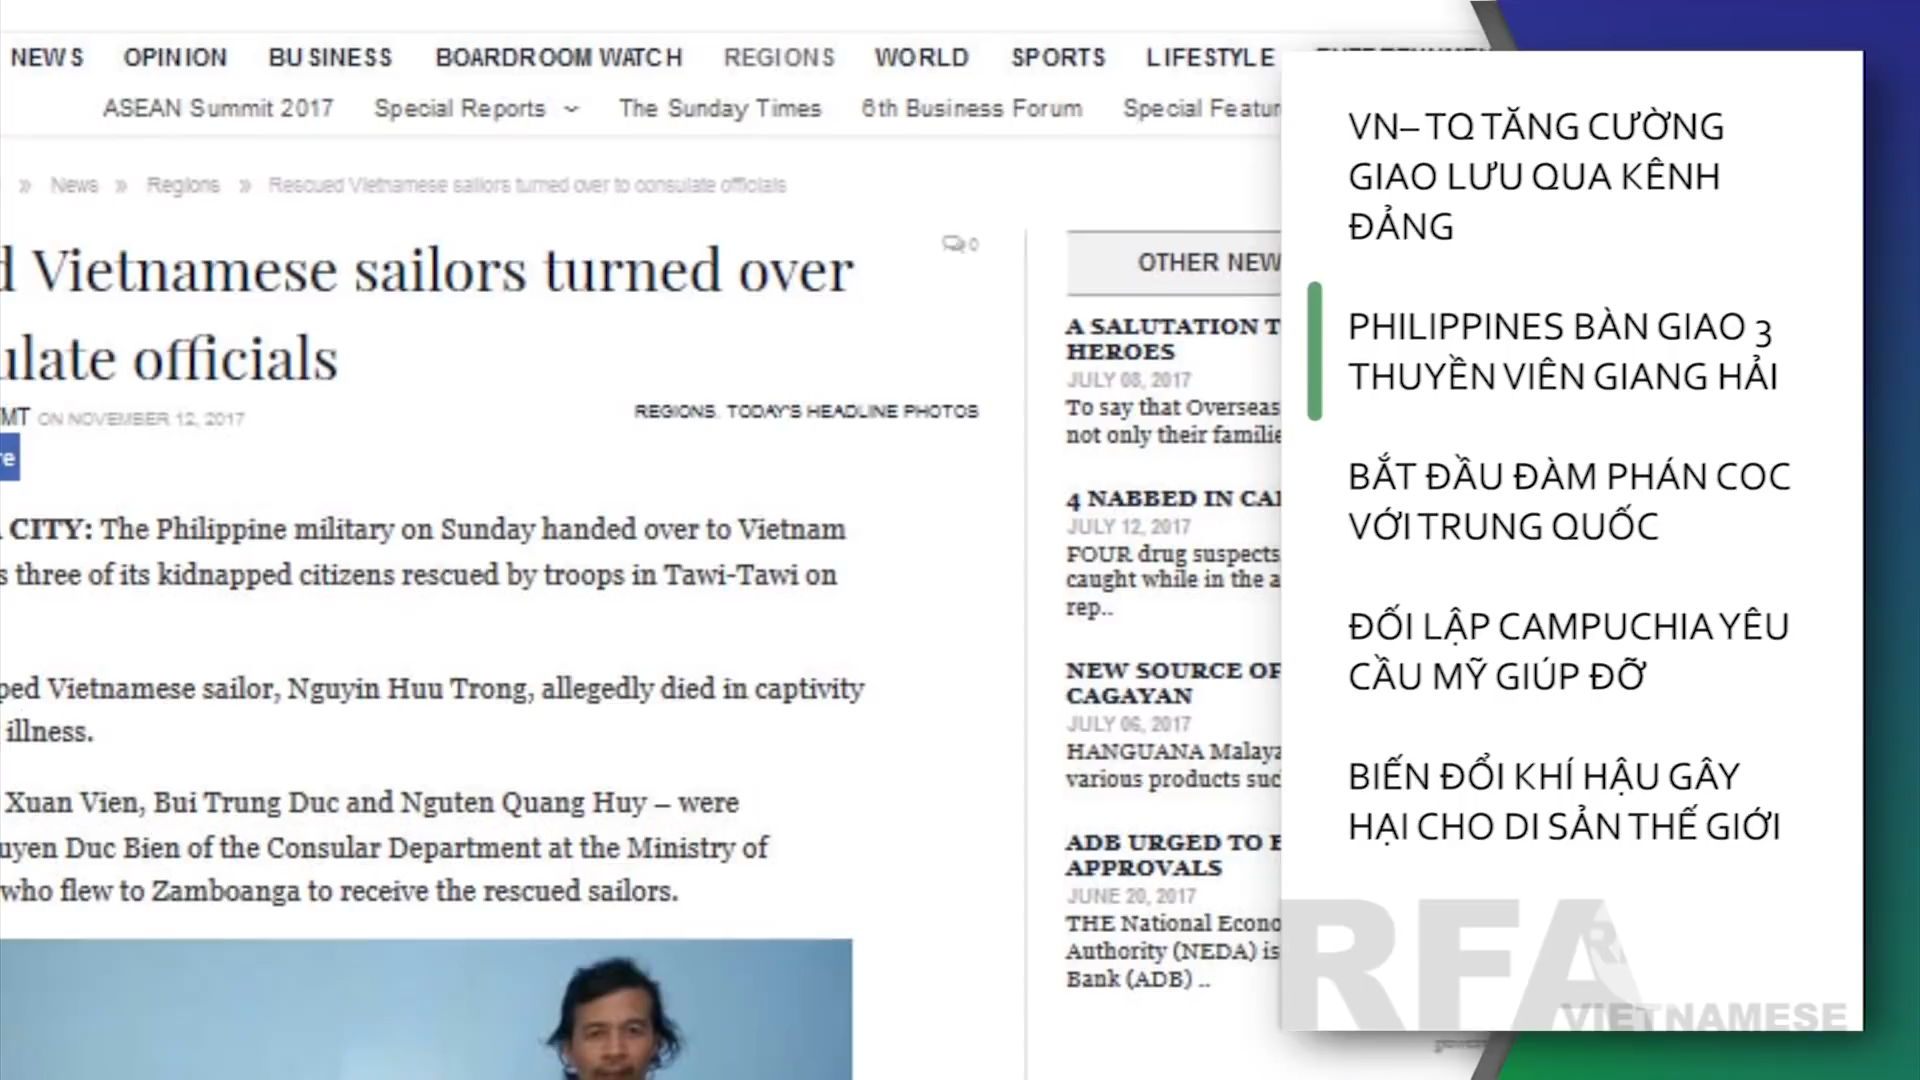 NEWS OPINION BUSINESS BOARDROOM WATCH REGIONS WORLD SPORTS LIFESTYLE
ASEAN Summit 2017 Special Reports The Sunday Times 6th Business Forum Special Featur
» News » Regions » Rescued Vietnamese sailors turned over to consulate officials
0
d Vietnamese sailors turned over
ulate officials
MT ON NOVEMBER 12, 2017
REGIONS, TODAY'S HEADLINE PHOTOS
re
CITY: The Philippine military on Sunday handed over to Vietnam
s three of its kidnapped citizens rescued by troops in Tawi-Tawi on
ped Vietnamese sailor, Nguyin Huu Trong, allegedly died in captivity
illness.
Xuan Vien, Bui Trung Duc and Nguten Quang Huy – were
uyen Duc Bien of the Consular Department at the Ministry of
who flew to Zamboanga to receive the rescued sailors.
OTHER NEW
A SALUTATION T
HEROES
JULY 08, 2017
To say that Overseas
not only their familie
4 NABBED IN CA
JULY 12, 2017
FOUR drug suspects
caught while in the a
rep..
NEW SOURCE OF
CAGAYAN
JULY 06, 2017
HANGUANA Malaya
various products suc
ADB URGED TO
APPROVALS
JUNE 20, 2017
THE National Econo
Authority (NEDA) is
Bank (ADB) ..
VN– TQ TĂNG CƯỜNG
GIAO LƯU QUA KÊNH
ĐẢNG
PHILIPPINES BÀN GIAO 3
THUYỀN VIÊN GIANG HẢI
BẮT ĐẦU ĐÀM PHÁN COC
VỚI TRUNG QUỐC
ĐỐI LẬP CAMPUCHIA YÊU
CẦU MỸ GIÚP ĐỠ
BIẾN ĐỔI KHÍ HẬU GÂY
HẠI CHO DI SẢN THẾ GIỚI
RFA
VIETNAMESE